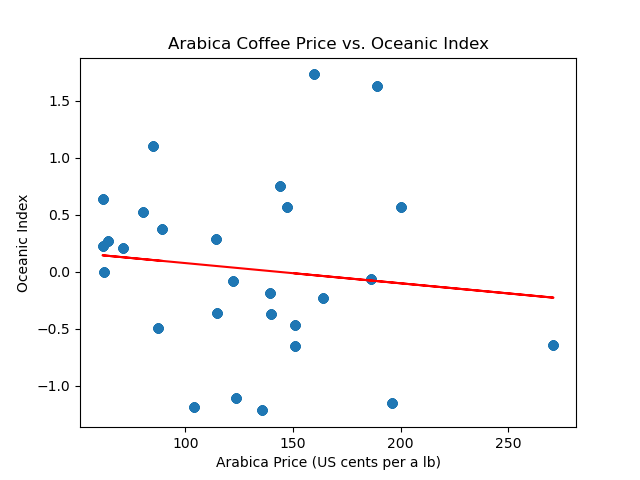 Arabica Coffee Price vs. Oceanic Index
1.5
1.0
0.5
0.0
−0.5
−1.0
Oceanic Index
100 150 200 250
Arabica Price (US cents per a lb)